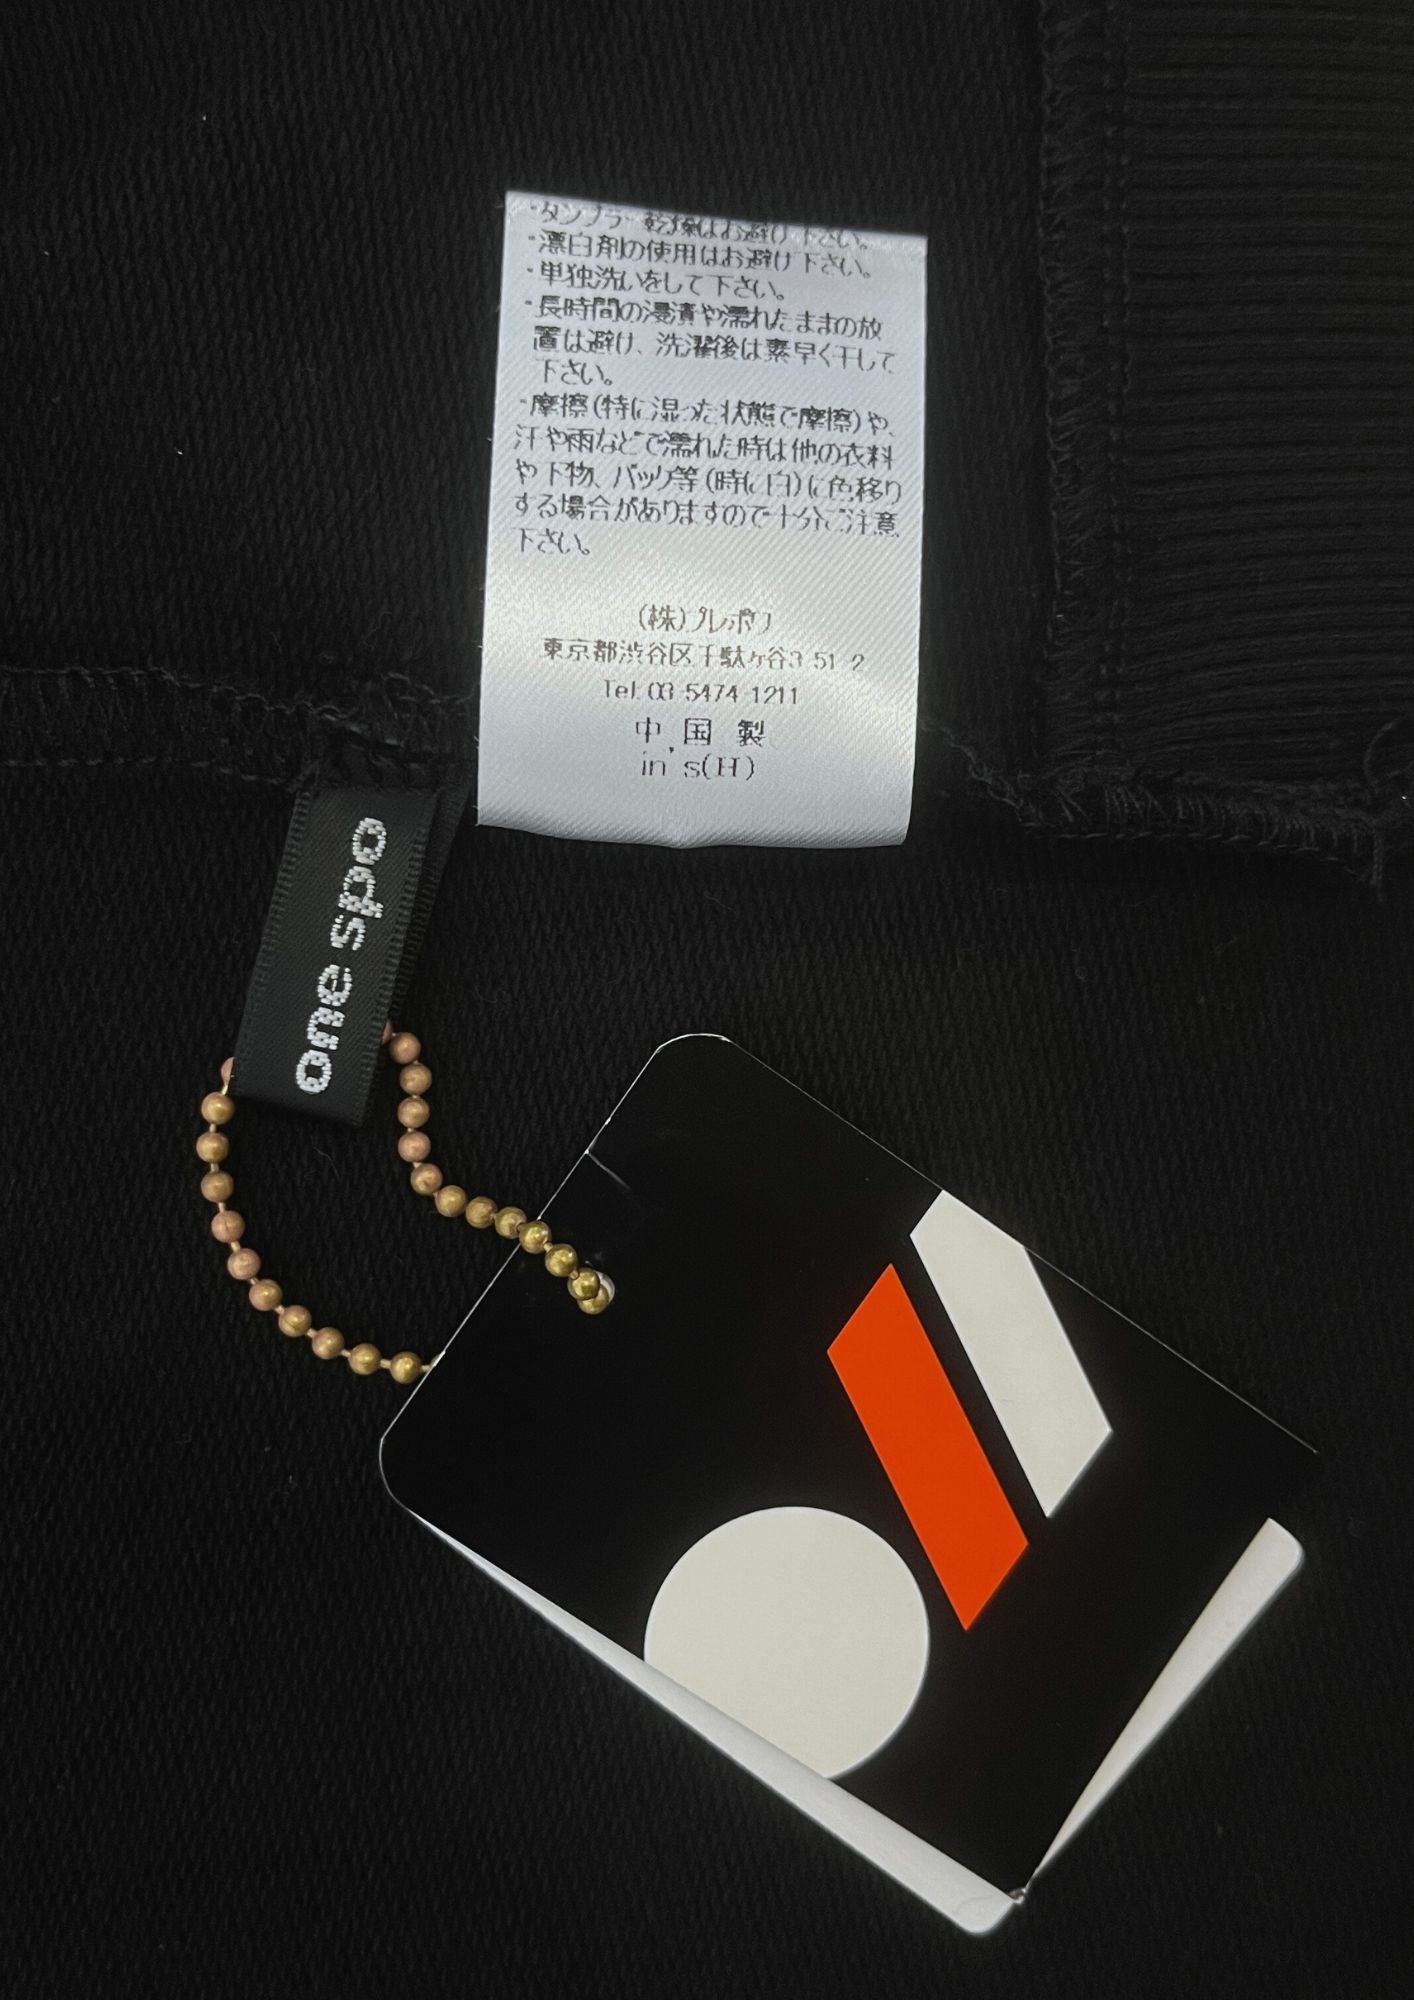 ・タンブラー乾燥はお避け下さい。
・漂白剤の使用はお避け下さい。
・単独洗いをして下さい。
・長時間の浸漬や濡れたままの放
置は避け、洗濯後は素早く干して
下さい。
・摩擦(特に湿った状態で摩擦)や、
汗や雨などで濡れた時は他の衣料
や下物、バッグ等(時に白)に色移り
する場合がありますので十分ご注意
下さい。
(株)プレッポワ
東京都渋谷区千駄ヶ谷3-51-2
Tel: 03-5474-1211
中国製
in's(H)
one spo